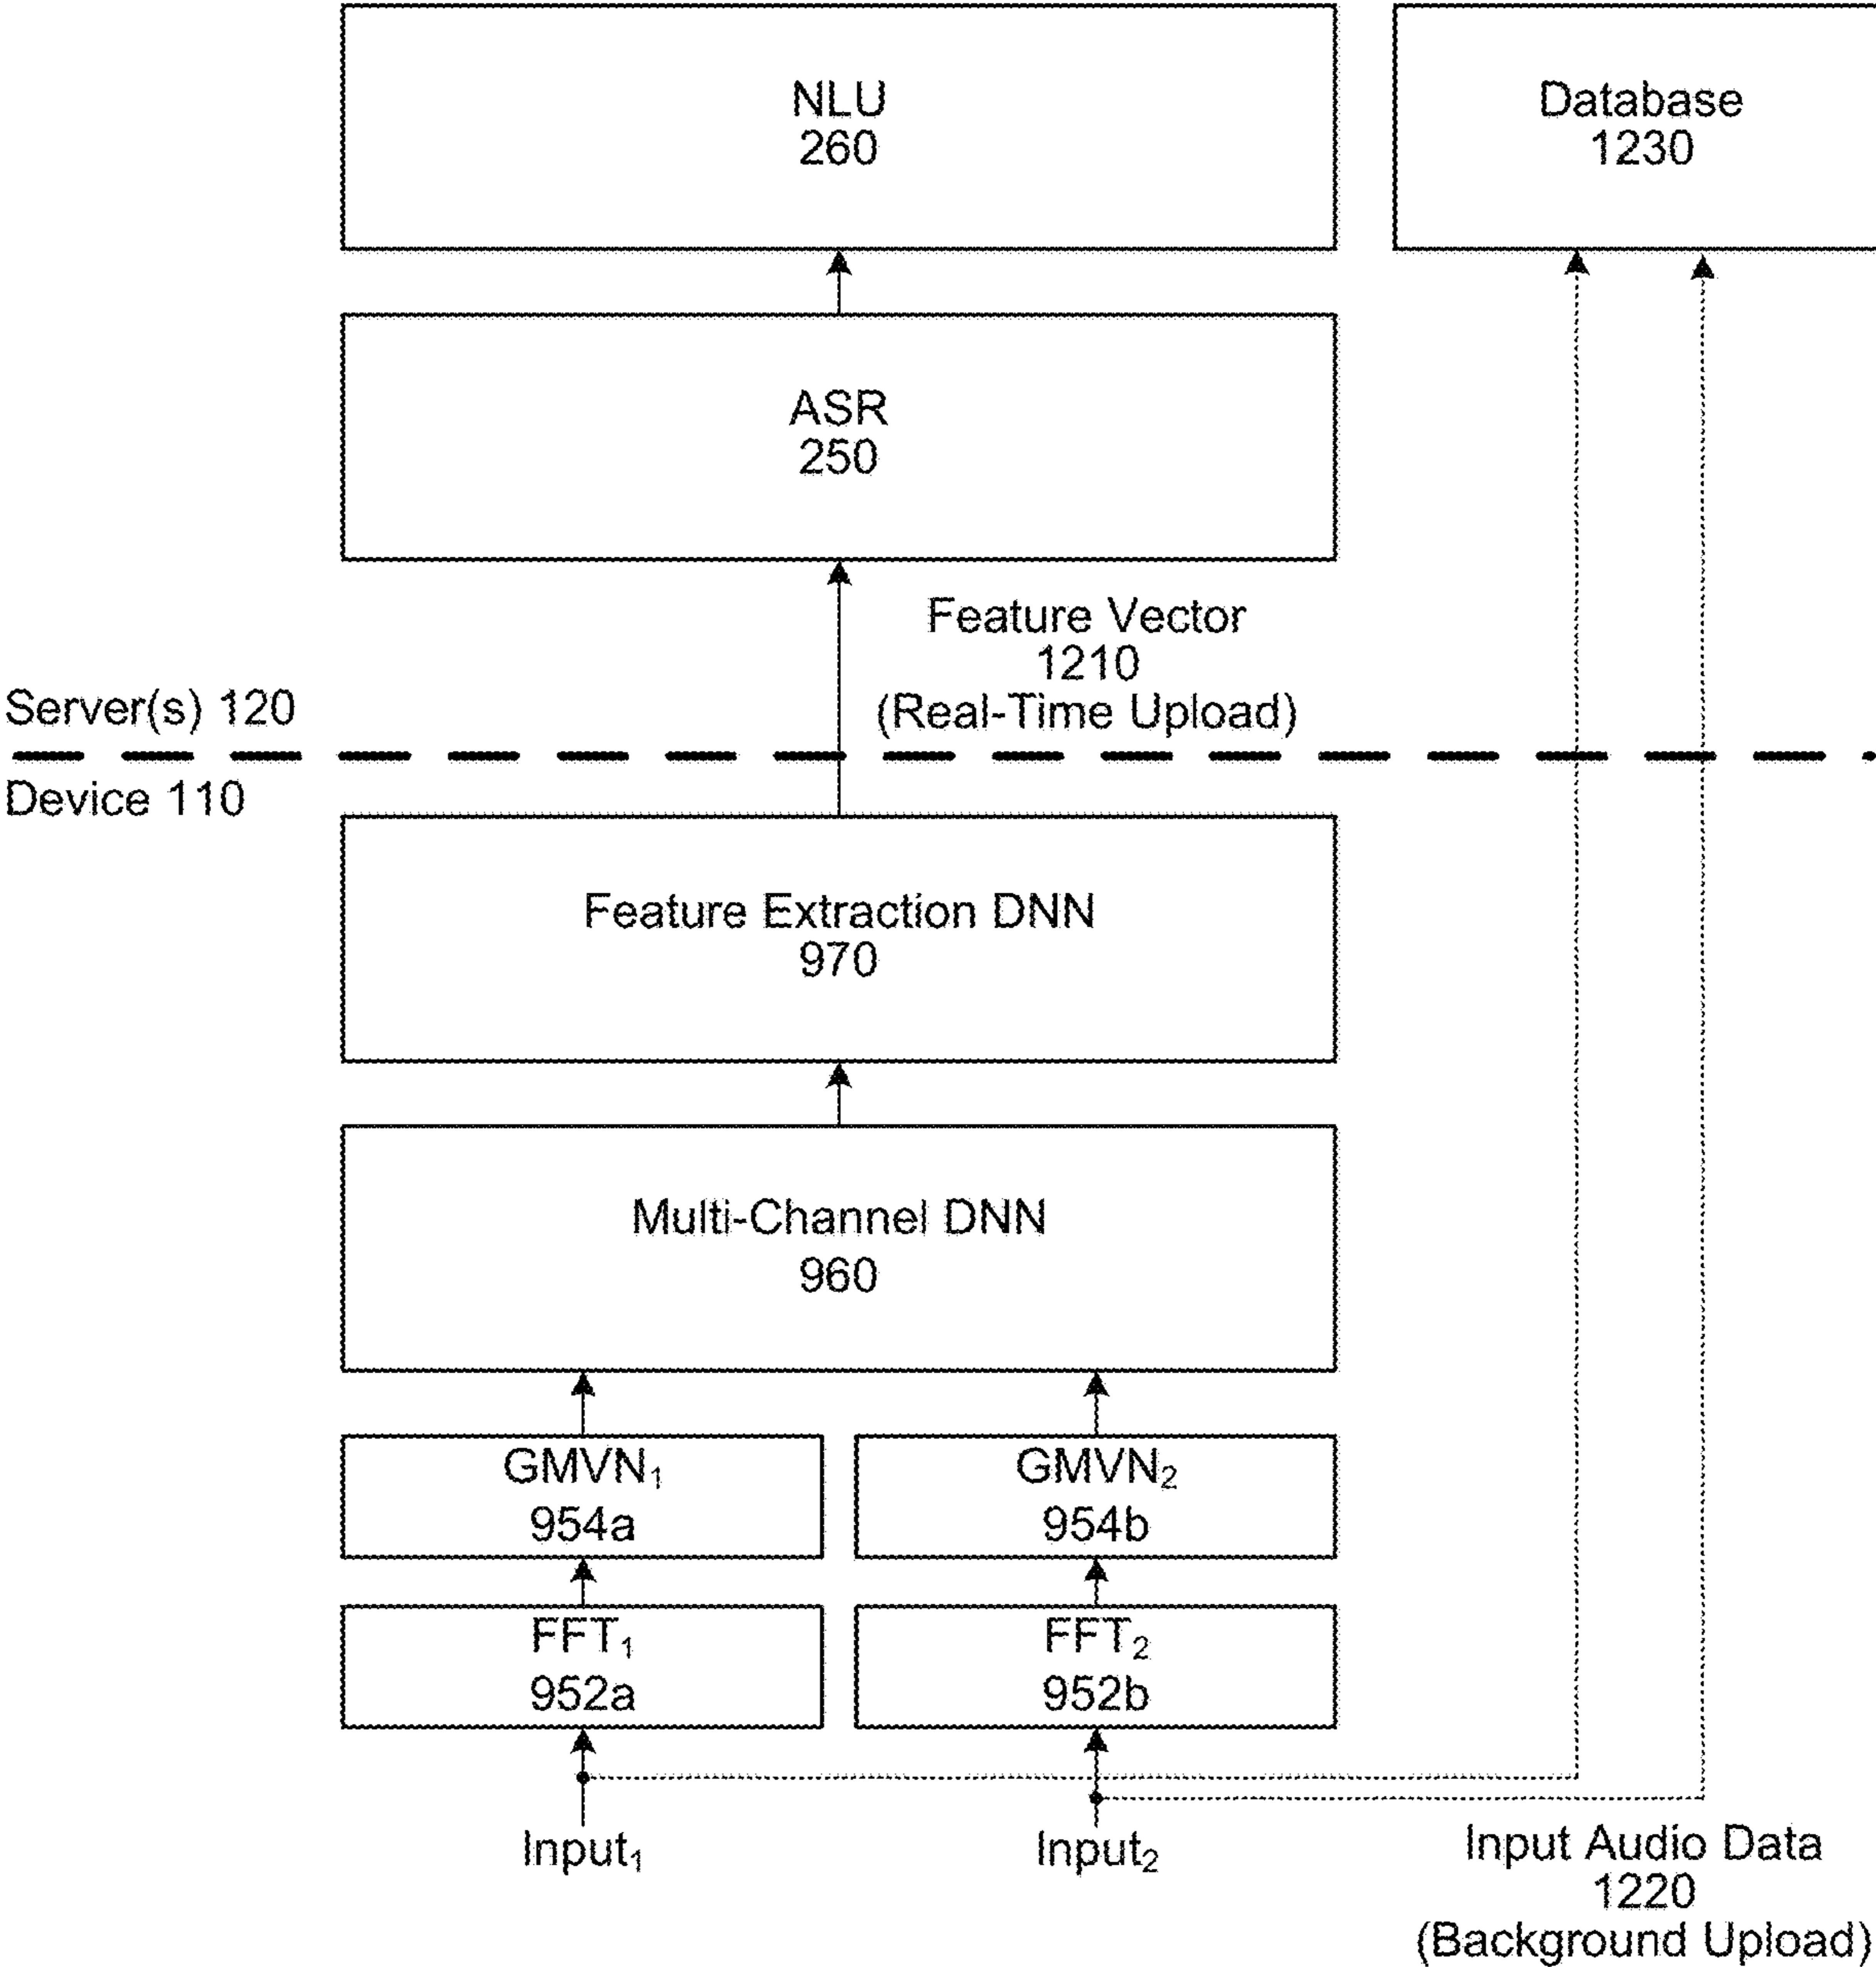 NLU
260
Database
1230
ASR
250
Feature Vector
1210
(Real-Time Upload)
Server(s) 120
Device 110
Feature Extraction DNN
970
Multi-Channel DNN
960
GMVN₁
954a
GMVN₂
954b
FFT₁
952a
FFT₂
952b
Input₁
Input₂
Input Audio Data
1220
(Background Upload)